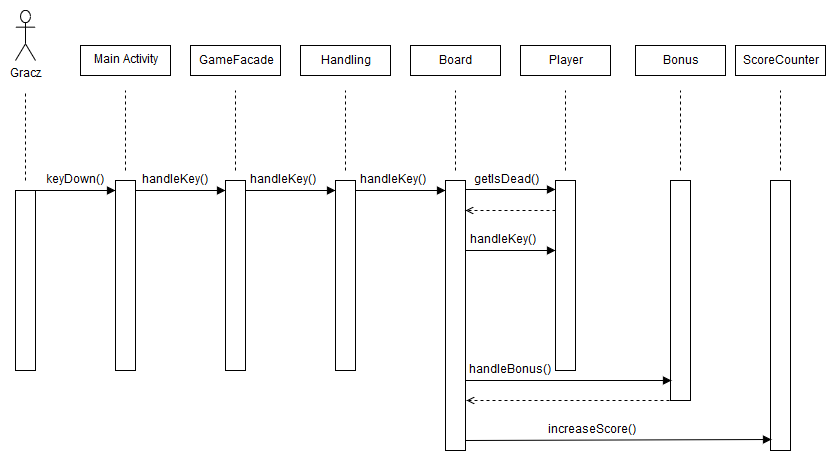 Gracz
Main Activity
GameFacade
Handling
Board
Player
Bonus
ScoreCounter
keyDown()
handleKey()
handleKey()
handleKey()
getIsDead()
handleKey()
handleBonus()
increaseScore()